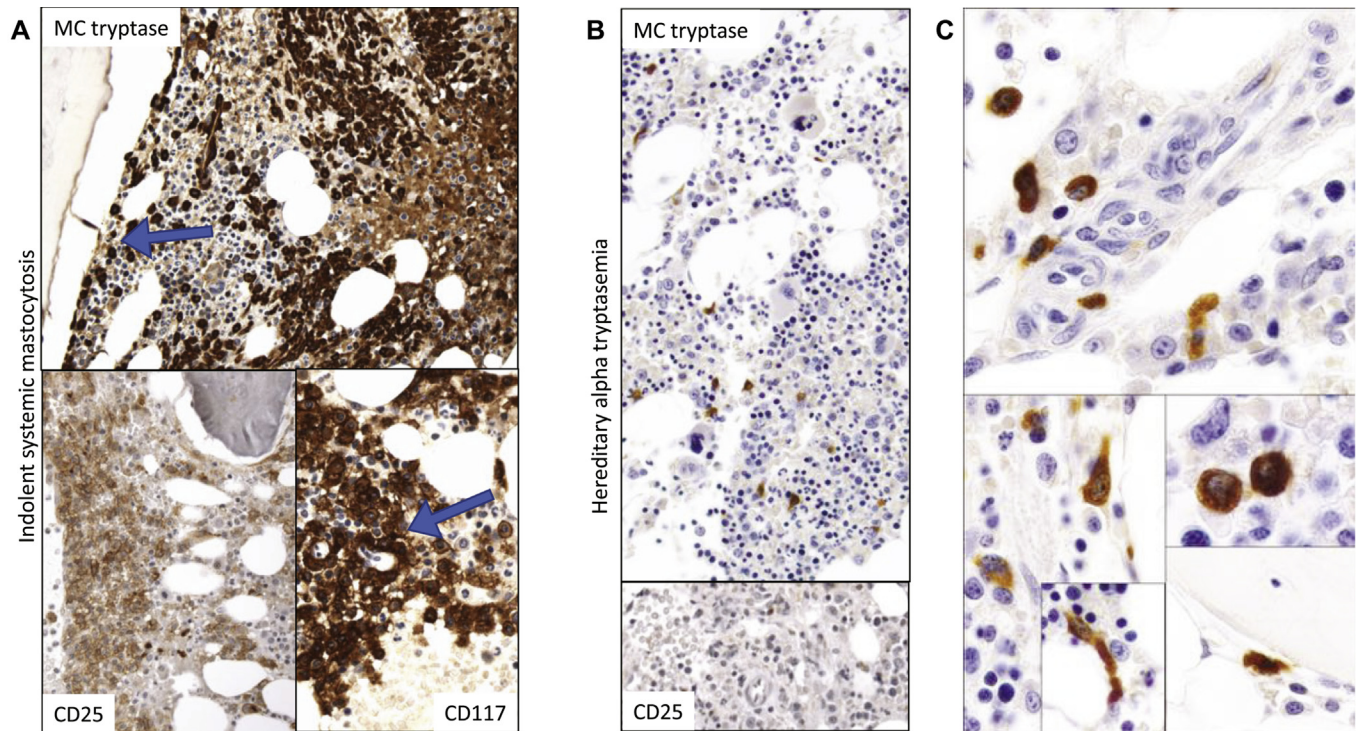 A
MC tryptase
Indolent systemic mastocytosis
CD25
CD117
B
MC tryptase
Hereditary alpha tryptasemia
CD25
C